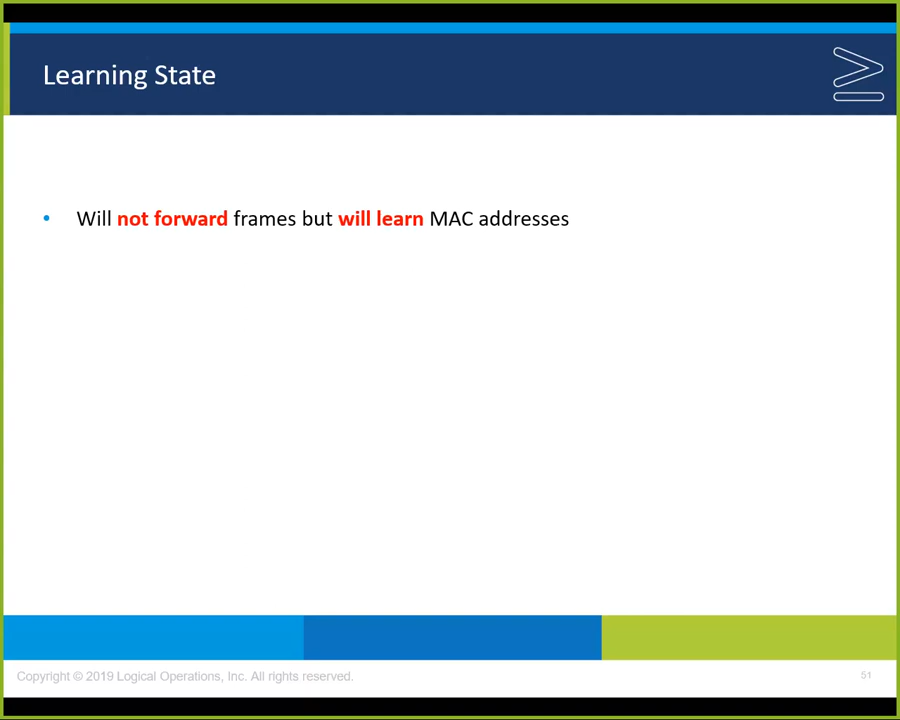 Learning State
• Will not forward frames but will learn MAC addresses
Copyright © 2019 Logical Operations, Inc. All rights reserved.
51